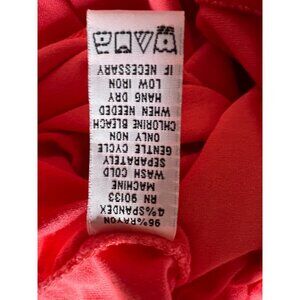 96% RAYON
4% SPANDEX
RN 90133
MACHINE
WASH COLD
SEPARATELY
GENTLE CYCLE
ONLY NON
CHLORINE BLEACH
WHEN NEEDED
HANG DRY
LOW IRON
IF NECESSARY